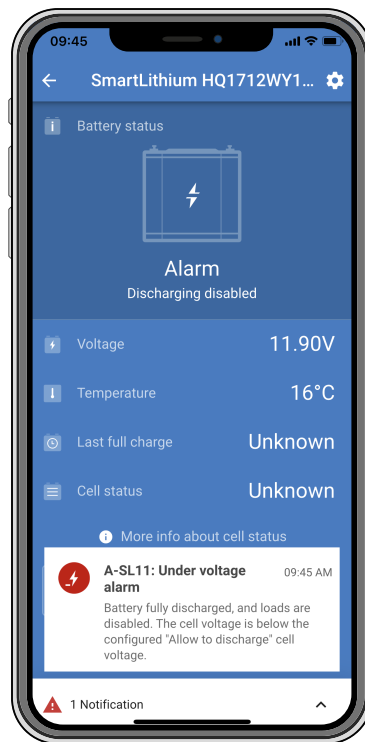 09:45
SmartLithium HQ1712WY1...
Battery status
Alarm
Discharging disabled
Voltage 11.90V
Temperature 16°C
Last full charge Unknown
Cell status Unknown
More info about cell status
A-SL11: Under voltage 09:45 AM
alarm
Battery fully discharged, and loads are
disabled. The cell voltage is below the
configured "Allow to discharge" cell
voltage.
1 Notification